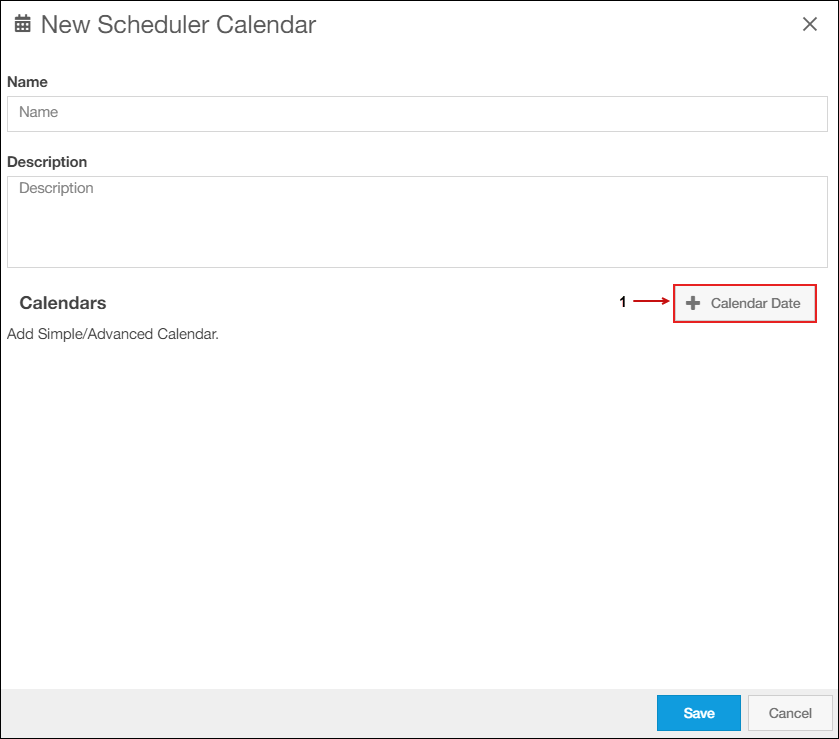 New Scheduler Calendar
Name
Name
Description
Description
Calendars
1
Calendar Date
Add Simple/Advanced Calendar.
Save
Cancel